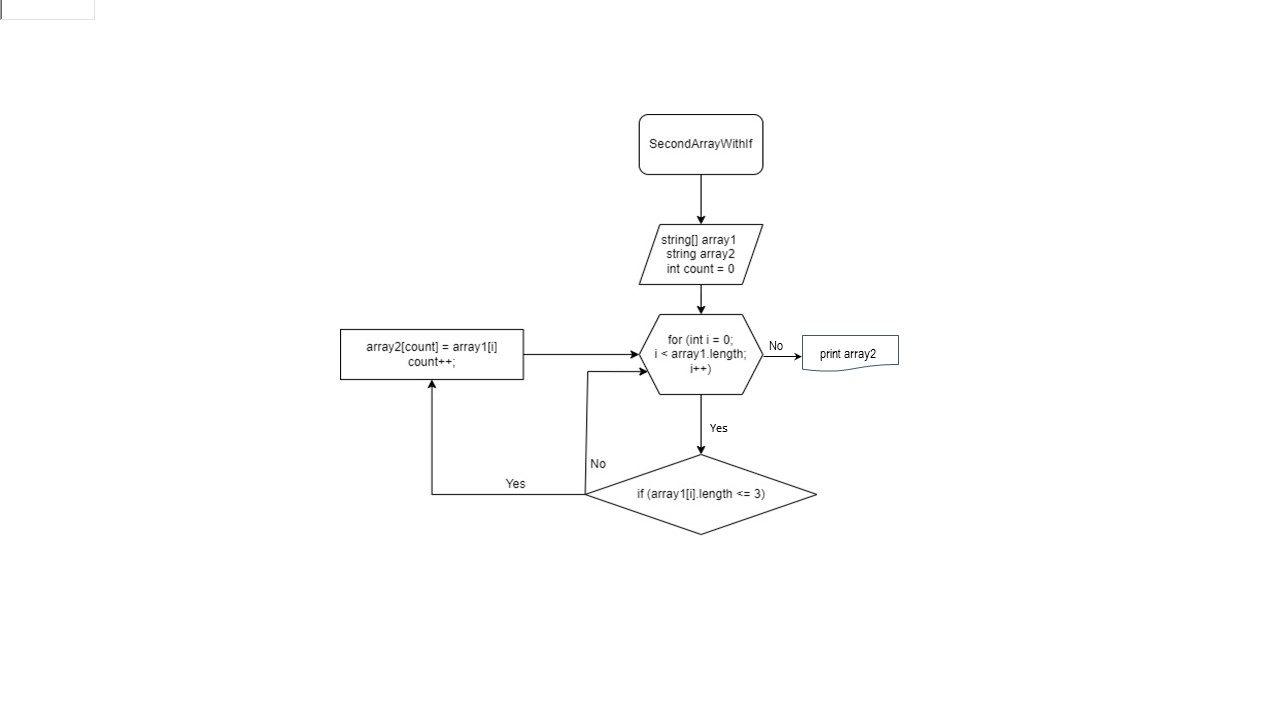 SecondArrayWithIf
string[] array1
string array2
int count = 0
array2[count] = array1[i]
count++;
for (int i = 0;
i < array1.length;
i++)
No
print array2
Yes
No
Yes
if (array1[i].length <= 3)